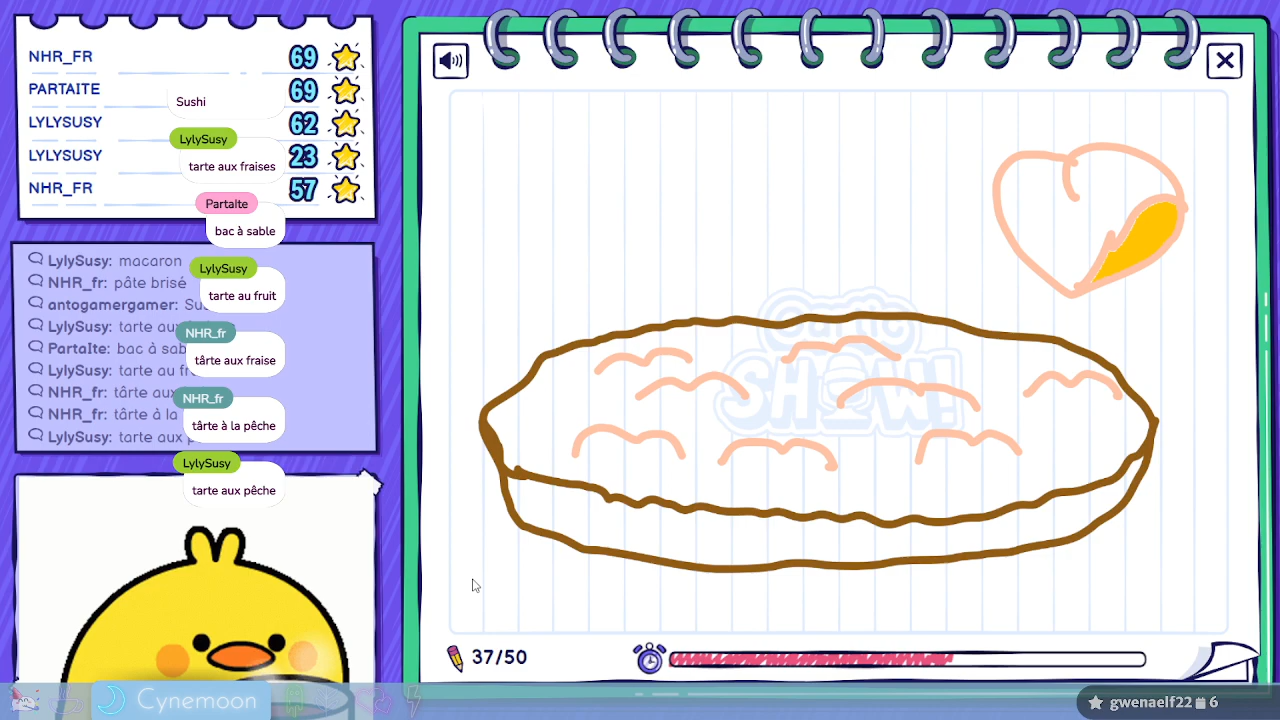 NHR_FR 69
PARTAITE 69
LYLYSUSY 62
LYLYSUSY 23
NHR_FR 57
Sushi
LylySusy
tarte aux fraises
PartaIte
bac à sable
LylySusy
tarte au fruit
NHR_fr
târte aux fraise
NHR_fr
târte à la pêche
LylySusy
tarte aux pêche
LylySusy: macaron
NHR_fr: pâte brisé
antogamergamer: Su
LylySusy: tarte au
PartaIte: bac à sab
LylySusy: tarte au fr
NHR_fr: târte aux
NHR_fr: târte à la
LylySusy: tarte aux p
Cynemoon
Gartic
SHOW!
37/50
gwenaelf22 6